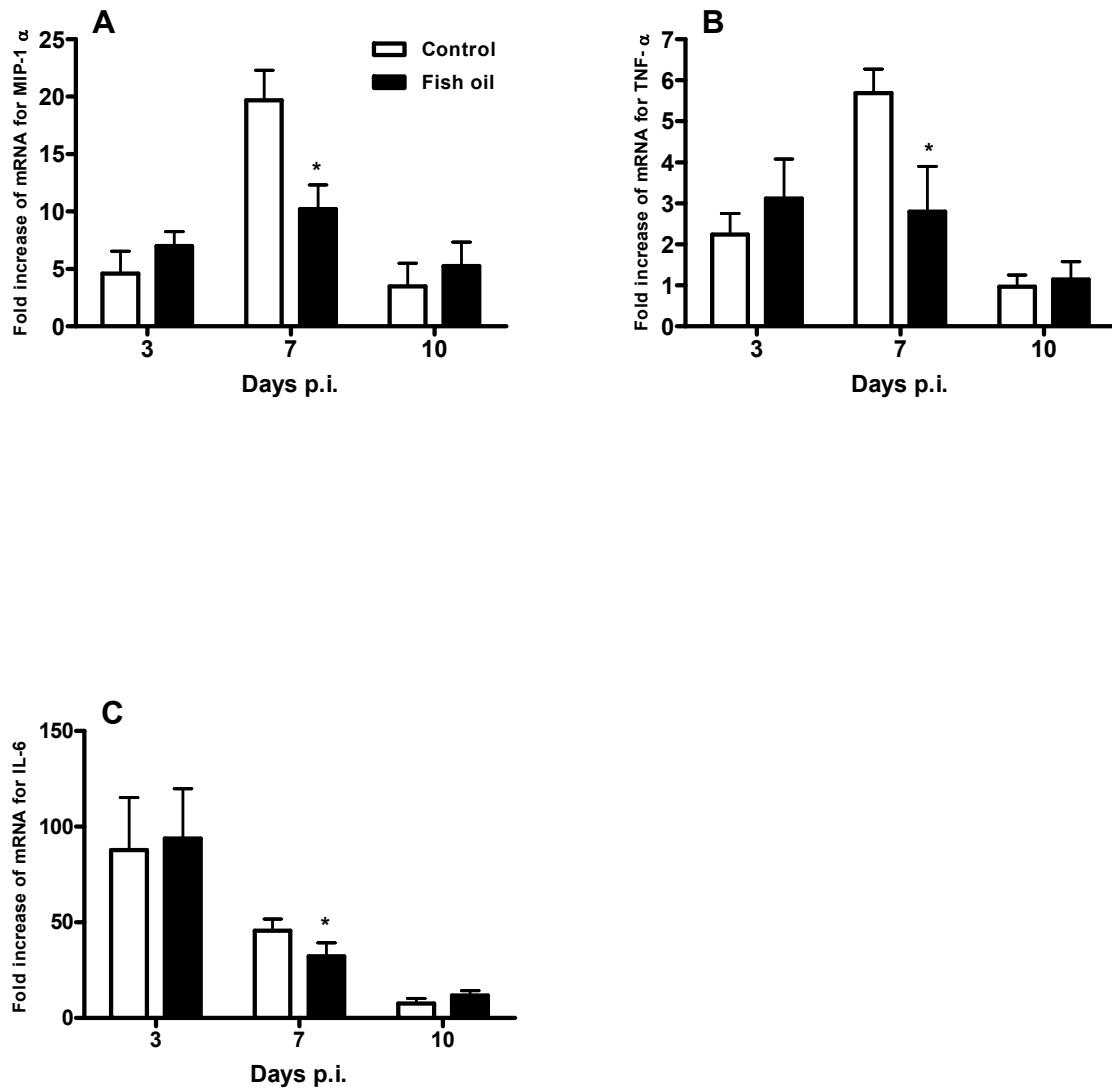 A
Fold increase of mRNA for MIP-1 α
25
20
15
10
5
0
Control
Fish oil
*
3
7
10
Days p.i.
B
Fold increase of mRNA for TNF- α
7
6
5
4
3
2
1
0
*
3
7
10
Days p.i.
C
Fold increase of mRNA for IL-6
150
100
50
0
*
3
7
10
Days p.i.